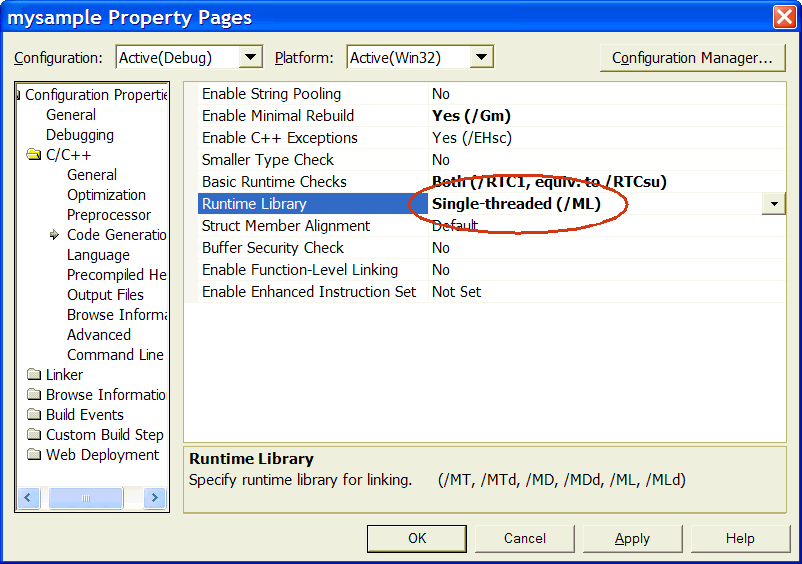 mysample Property Pages
Configuration: Active(Debug) Platform: Active(Win32) Configuration Manager...
Configuration Propertie
General
Debugging
C/C++
General
Optimization
Preprocessor
Code Generatio
Language
Precompiled He
Output Files
Browse Informa
Advanced
Command Line
Linker
Browse Informatio
Build Events
Custom Build Step
Web Deployment
Enable String Pooling No
Enable Minimal Rebuild Yes (/Gm)
Enable C++ Exceptions Yes (/EHsc)
Smaller Type Check No
Basic Runtime Checks Both (/RTC1, equiv. to /RTCsu)
Runtime Library Single-threaded (/ML)
Struct Member Alignment Default
Buffer Security Check No
Enable Function-Level Linking No
Enable Enhanced Instruction Set Not Set
Runtime Library
Specify runtime library for linking. (/MT, /MTd, /MD, /MDd, /ML, /MLd)
OK Cancel Apply Help